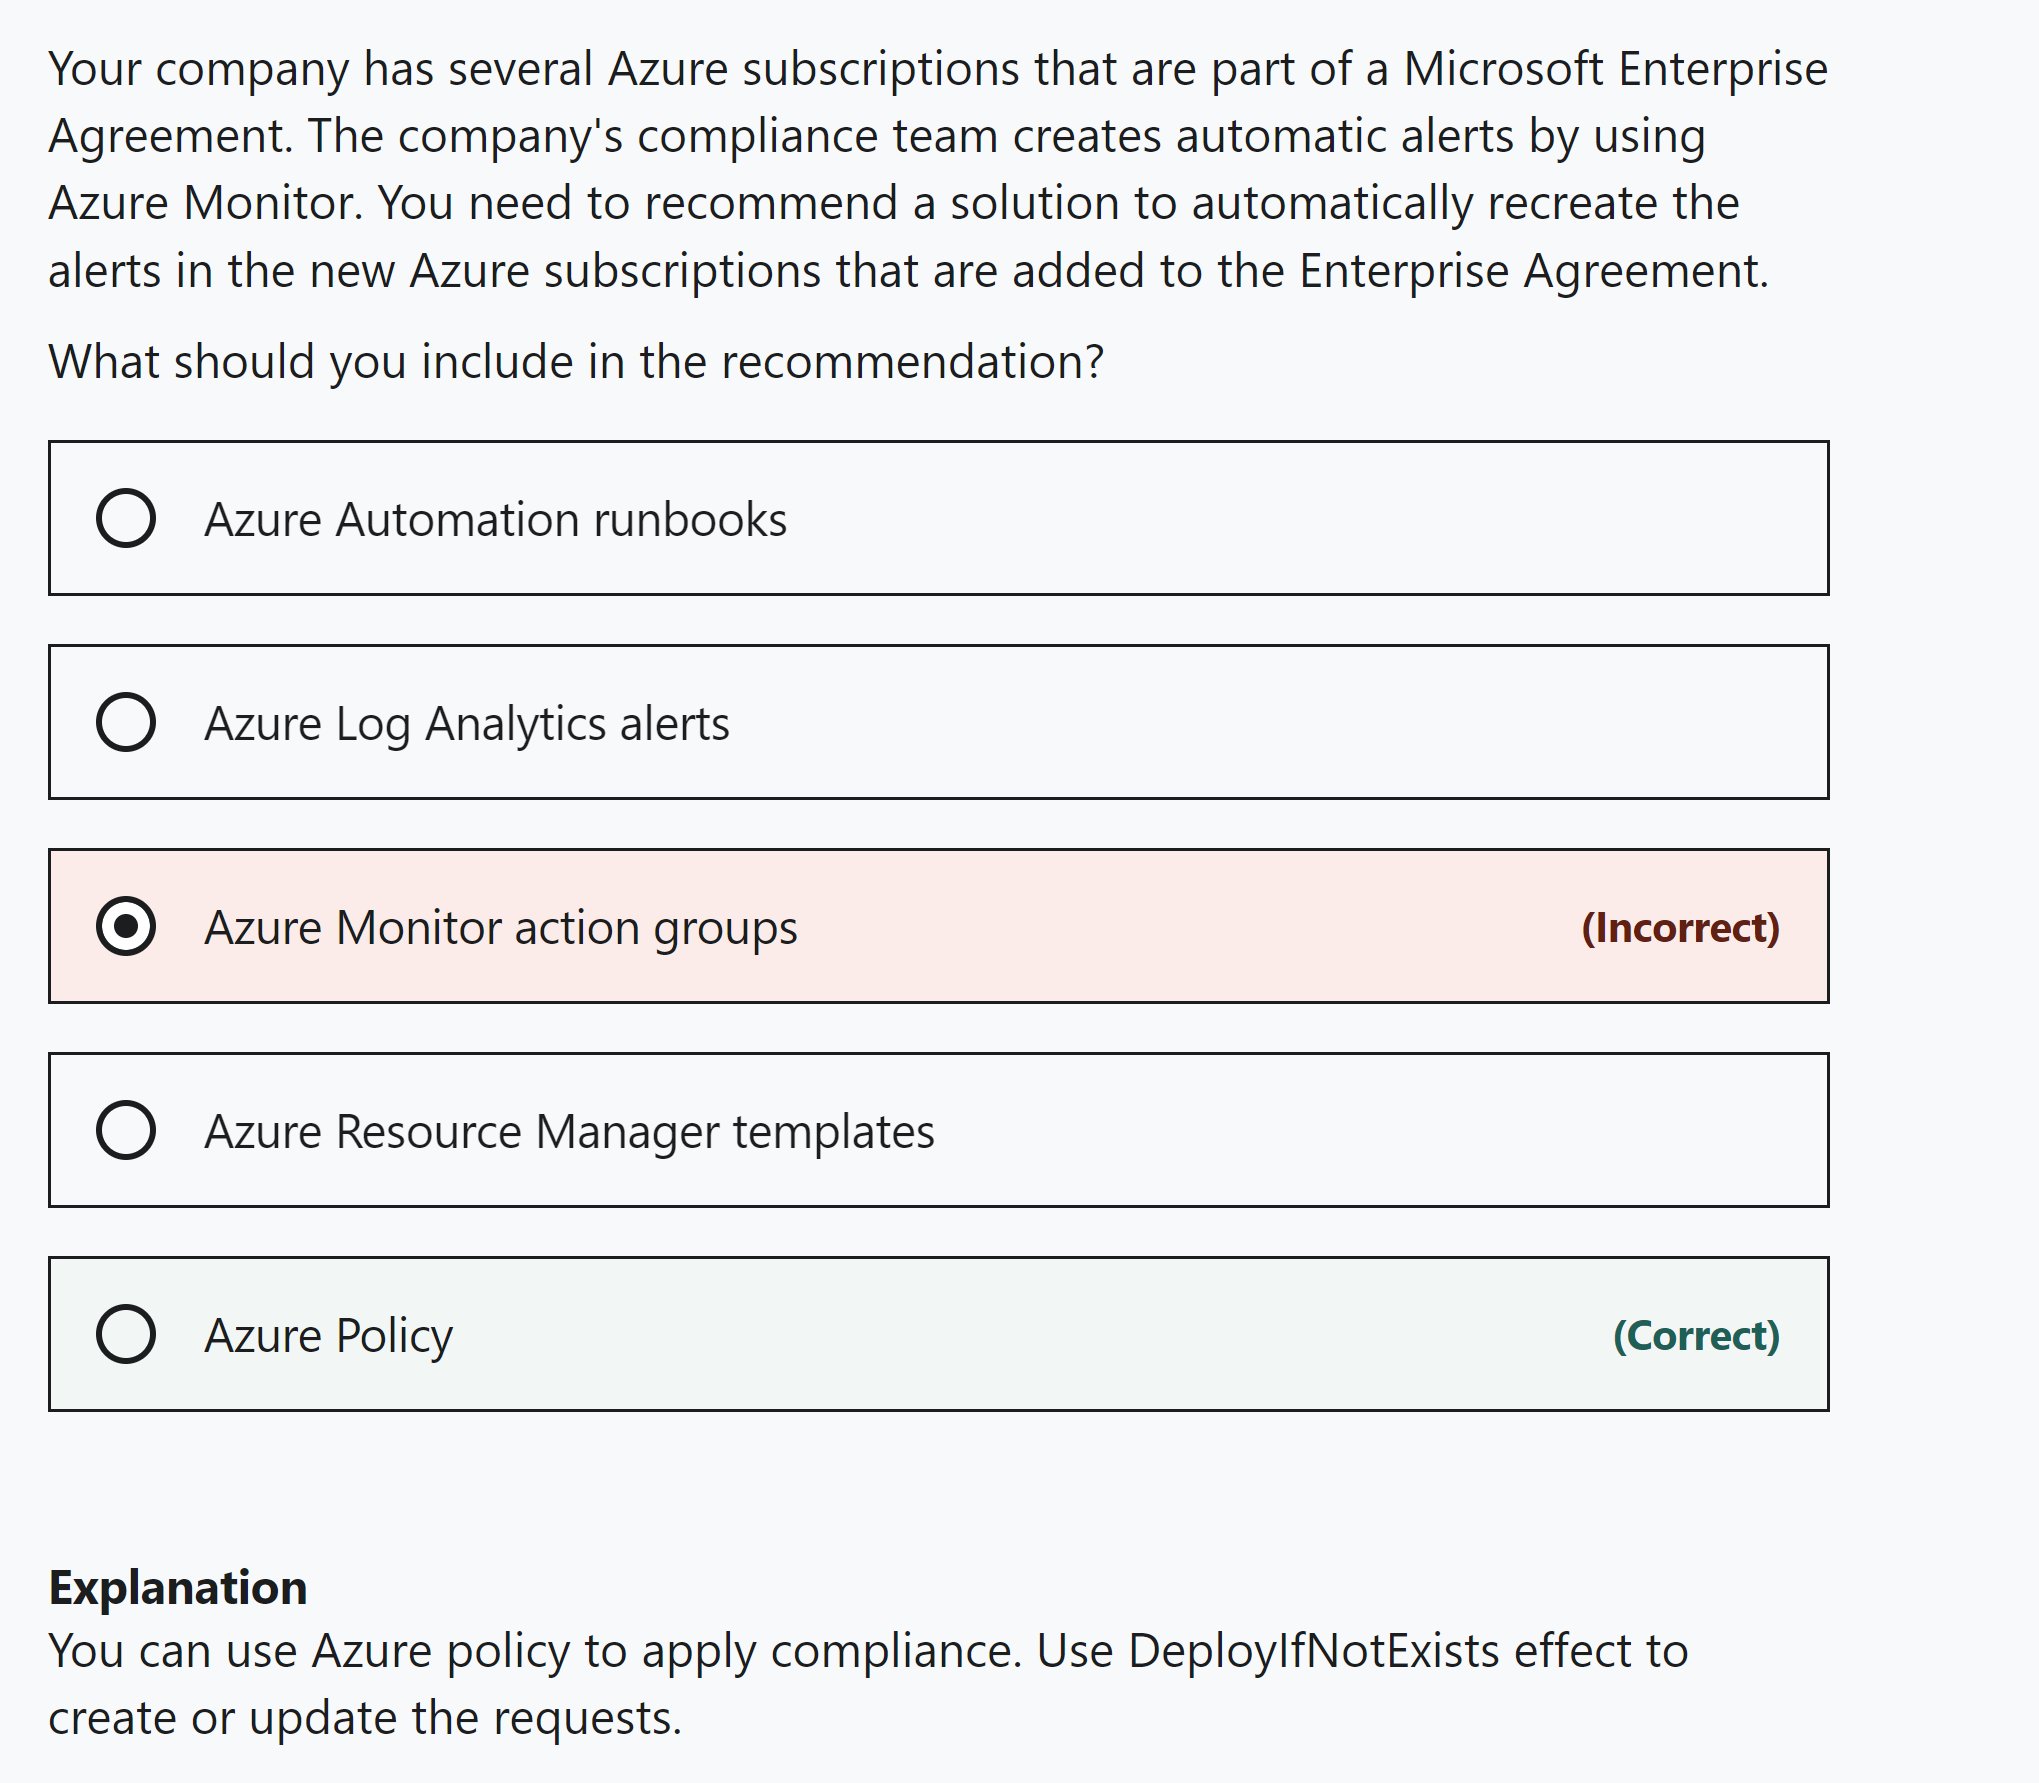 Your company has several Azure subscriptions that are part of a Microsoft Enterprise
Agreement. The company's compliance team creates automatic alerts by using
Azure Monitor. You need to recommend a solution to automatically recreate the
alerts in the new Azure subscriptions that are added to the Enterprise Agreement.
What should you include in the recommendation?
Azure Automation runbooks
Azure Log Analytics alerts
Azure Monitor action groups (Incorrect)
Azure Resource Manager templates
Azure Policy (Correct)
Explanation
You can use Azure policy to apply compliance. Use DeployIfNotExists effect to
create or update the requests.